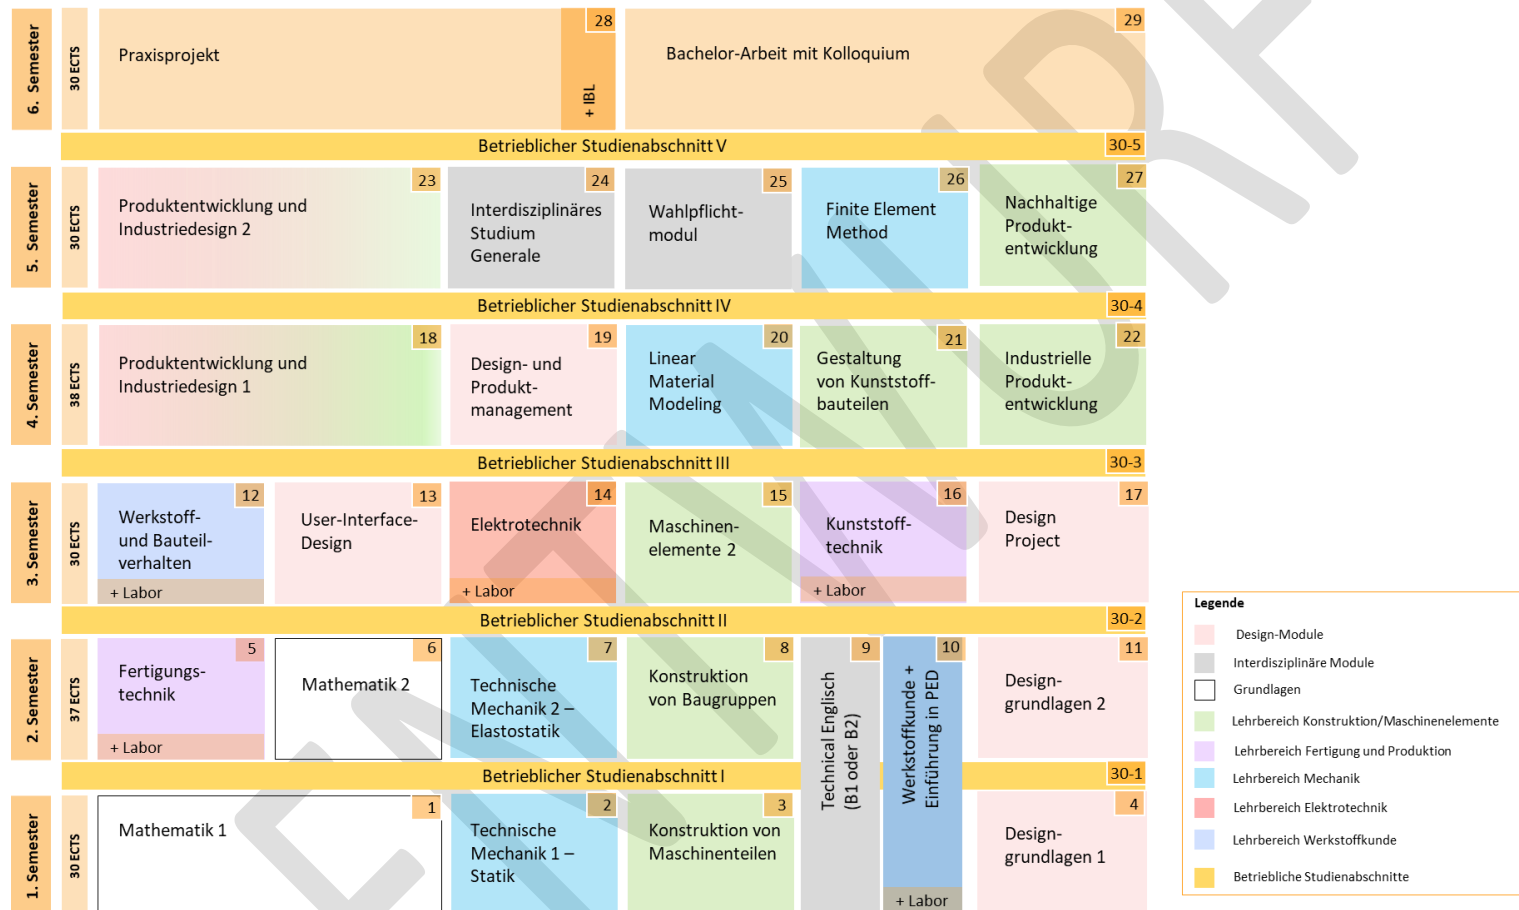 6. Semester
30 ECTS
Praxisprojekt
28
+ IBL
Bachelor-Arbeit mit Kolloquium
29
Betrieblicher Studienabschnitt V
30-5
5. Semester
30 ECTS
Produktentwicklung und
Industriedesign 2
23
Interdisziplinäres
Studium
Generale
24
Wahlpflicht-
modul
25
Finite Element
Method
26
Nachhaltige
Produkt-
entwicklung
27
Betrieblicher Studienabschnitt IV
30-4
4. Semester
38 ECTS
Produktentwicklung und
Industriedesign 1
18
Design- und
Produkt-
management
19
Linear
Material
Modeling
20
Gestaltung
von Kunststoff-
bauteilen
21
Industrielle
Produkt-
entwicklung
22
Betrieblicher Studienabschnitt III
30-3
3. Semester
30 ECTS
Werkstoff-
und Bauteil-
verhalten
12
+ Labor
User-Interface-
Design
13
Elektrotechnik
14
+ Labor
Maschinen-
elemente 2
15
Kunststoff-
technik
16
+ Labor
Design
Project
17
Betrieblicher Studienabschnitt II
30-2
2. Semester
37 ECTS
Fertigungs-
technik
5
+ Labor
Mathematik 2
6
Technische
Mechanik 2 –
Elastostatik
7
Konstruktion
von Baugruppen
8
Technical Englisch
(B1 oder B2)
9
Werkstoffkunde +
Einführung in PED
10
+ Labor
Design-
grundlagen 2
11
Betrieblicher Studienabschnitt I
30-1
1. Semester
30 ECTS
Mathematik 1
1
Technische
Mechanik 1 –
Statik
2
Konstruktion von
Maschinenteilen
3
Design-
grundlagen 1
4
Legende
Design-Module
Interdisziplinäre Module
Grundlagen
Lehrbereich Konstruktion/Maschinenelemente
Lehrbereich Fertigung und Produktion
Lehrbereich Mechanik
Lehrbereich Elektrotechnik
Lehrbereich Werkstoffkunde
Betriebliche Studienabschnitte
ENTWURF